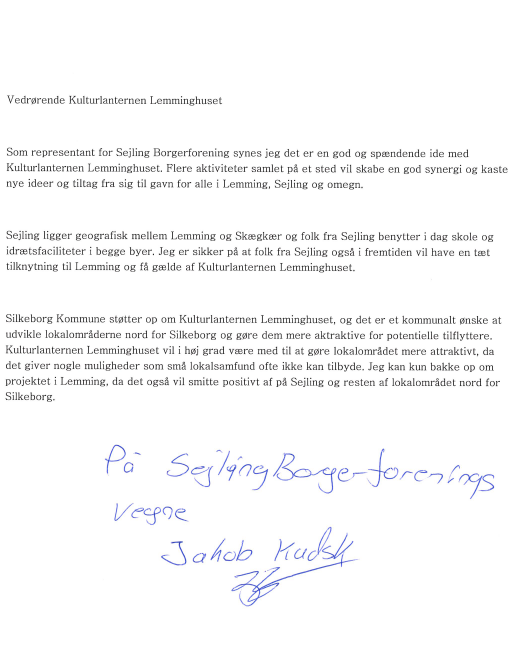 Vedrørende Kulturlanternen Lemminghuset
Som representant for Sejling Borgerforening synes jeg det er en god og spændende ide med
Kulturlanternen Lemminghuset. Flere aktiviteter samlet på et sted vil skabe en god synergi og kaste
nye ideer og tiltag fra sig til gavn for alle i Lemming, Sejling og omegn.
Sejling ligger geografisk mellem Lemming og Skægkær og folk fra Sejling benytter i dag skole og
idrætsfaciliteter i begge byer. Jeg er sikker på at folk fra Sejling også i fremtiden vil have en tæt
tilknytning til Lemming og få gælde af Kulturlanternen Lemminghuset.
Silkeborg Kommune støtter op om Kulturlanternen Lemminghuset, og det er et kommunalt ønske at
udvikle lokalområderne nord for Silkeborg og gøre dem mere aktraktive for potentielle tilflyttere.
Kulturlanternen Lemminghuset vil i høj grad være med til at gøre lokalområdet mere attraktivt, da
det giver nogle muligheder som små lokalsamfund ofte ikke kan tilbyde. Jeg kan kun bakke op om
projektet i Lemming, da det også vil smitte positivt af på Sejling og resten af lokalområdet nord for
Silkeborg.
På Sejling Borge-forenings
Vegne
Jakob Kudsk